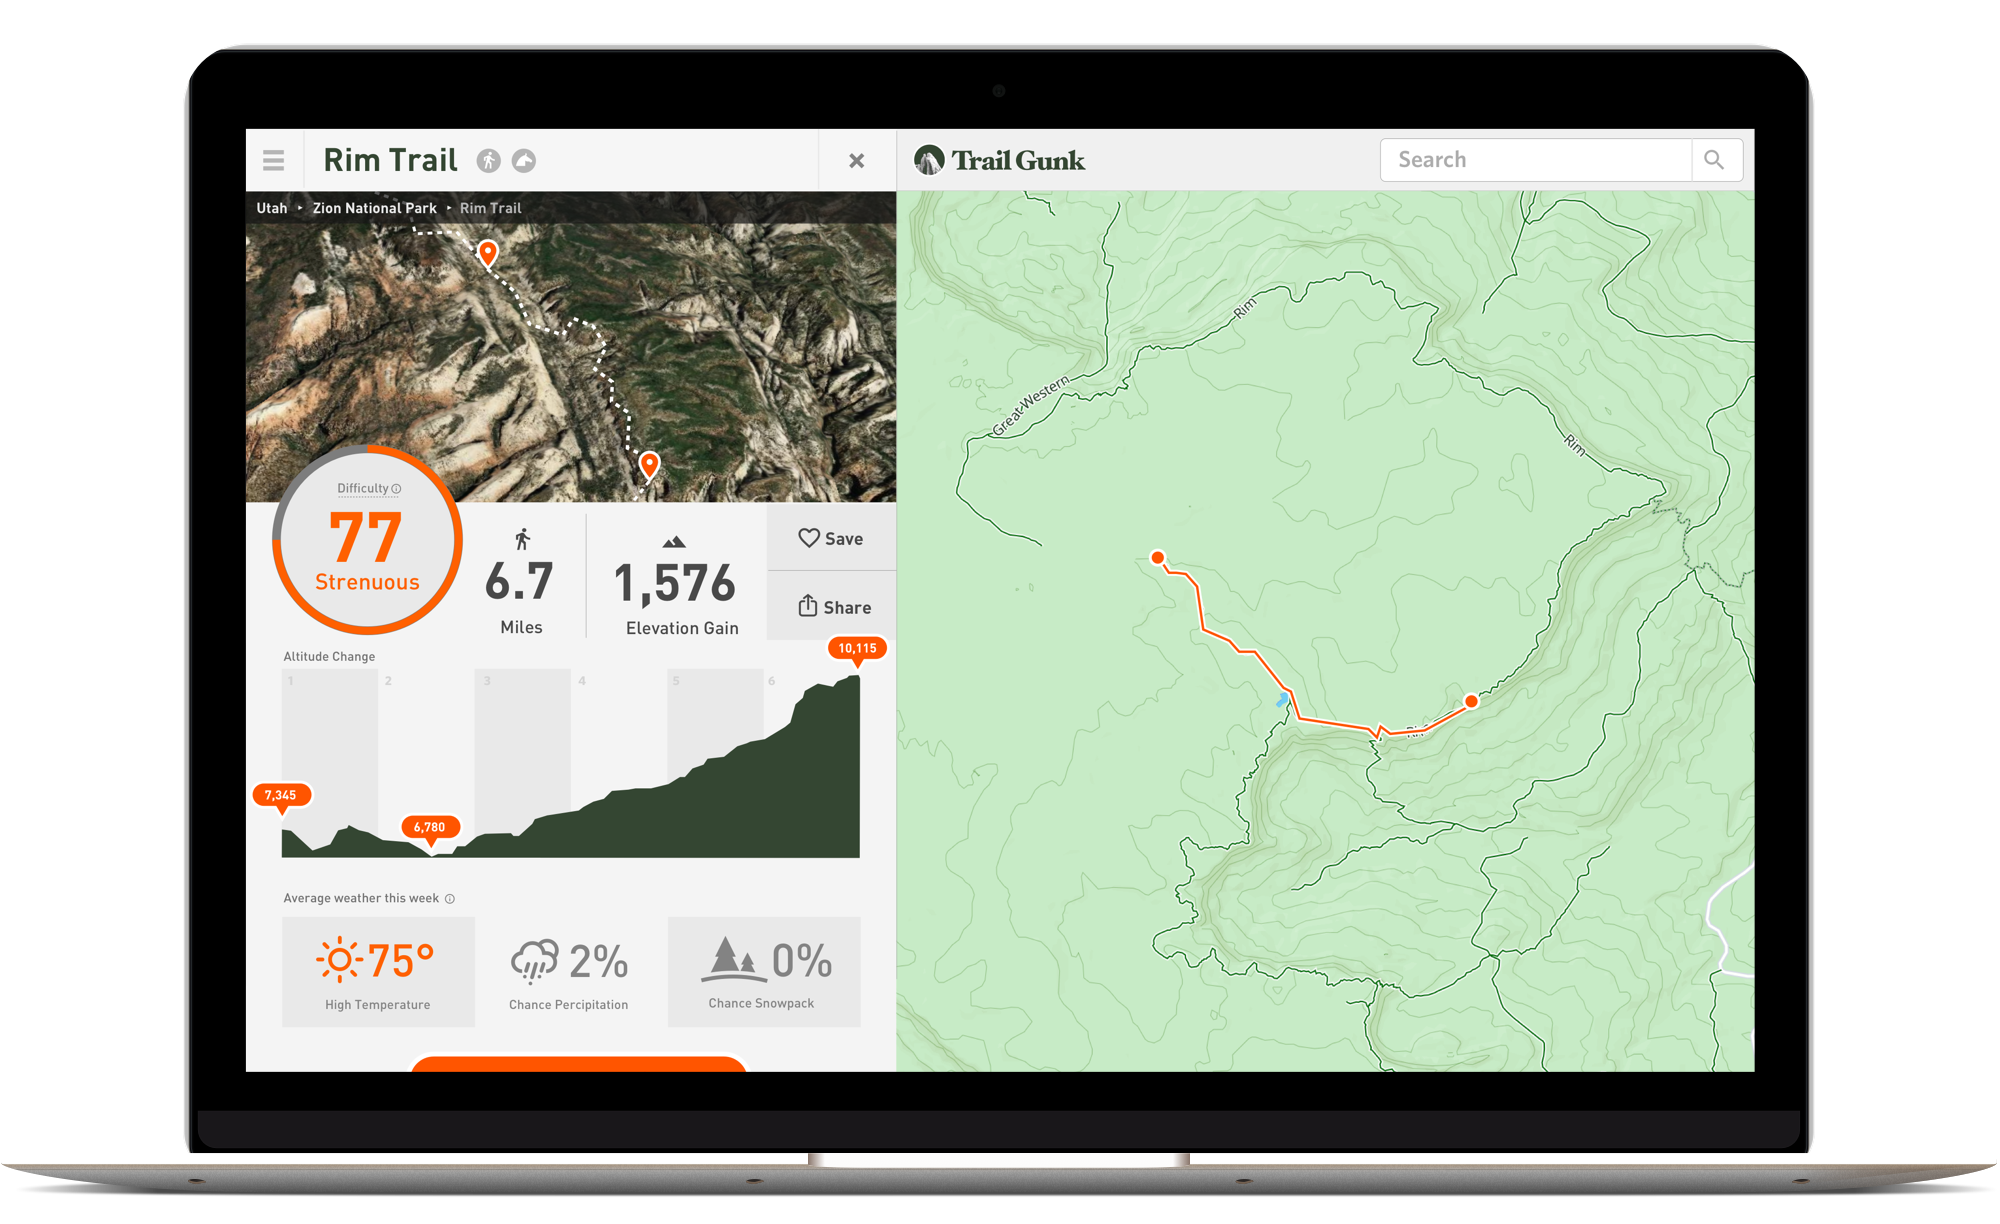 Rim Trail
Trail Gunk
Search
Utah ‣ Zion National Park ‣ Rim Trail
Difficulty
77
Strenuous
6.7
Miles
1,576
Elevation Gain
Save
Share
Altitude Change
1 2 3 4 5 6
10,115
7,345
6,780
Average weather this week
75°
High Temperature
2%
Chance Percipitation
0%
Chance Snowpack
Rim
Great Western
Rim